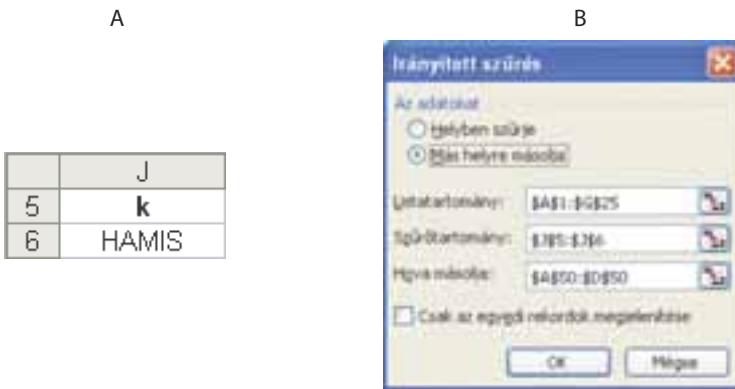 A
B
J
5 k
6 HAMIS
Irányított szűrés
Az adatokat
Helyben szűrje
Más helyre másolja
Listatartomány: $A$1:$G$25
Szűrőtartomány: $J$5:$J$6
Hova másolja: $A$50:$D$50
Csak az egyedi rekordok megjelenítése
OK Mégse